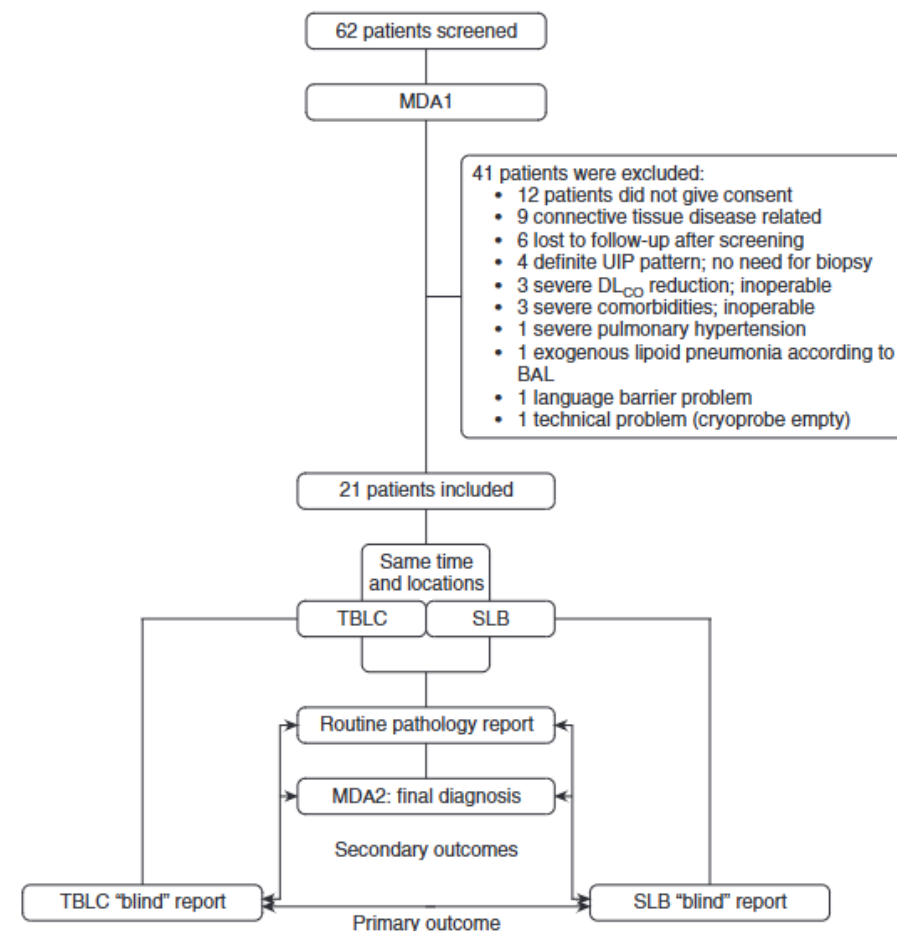 62 patients screened
MDA1
41 patients were excluded:
• 12 patients did not give consent
• 9 connective tissue disease related
• 6 lost to follow-up after screening
• 4 definite UIP pattern; no need for biopsy
• 3 severe DLCO reduction; inoperable
• 3 severe comorbidities; inoperable
• 1 severe pulmonary hypertension
• 1 exogenous lipoid pneumonia according to
BAL
• 1 language barrier problem
• 1 technical problem (cryoprobe empty)
21 patients included
Same time
and locations
TBLC
SLB
Routine pathology report
MDA2: final diagnosis
Secondary outcomes
TBLC “blind” report
SLB “blind” report
Primary outcome